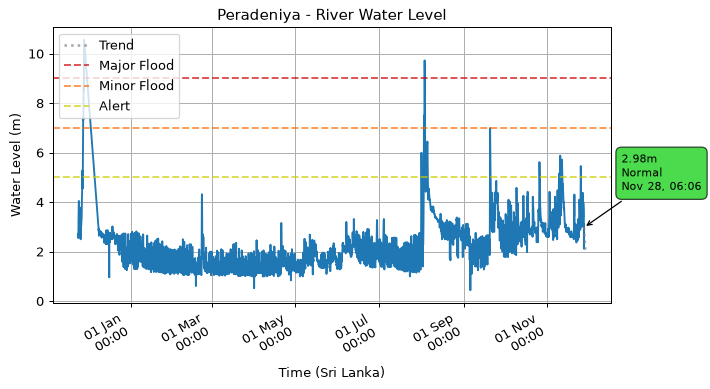 Peradeniya - River Water Level
Trend
Major Flood
Minor Flood
Alert
Water Level (m)
10
8
6
4
2
0
2.98m
Normal
Nov 28, 06:06
01 Jan
00:00
01 Mar
00:00
01 May
00:00
01 Jul
00:00
01 Sep
00:00
01 Nov
00:00
Time (Sri Lanka)